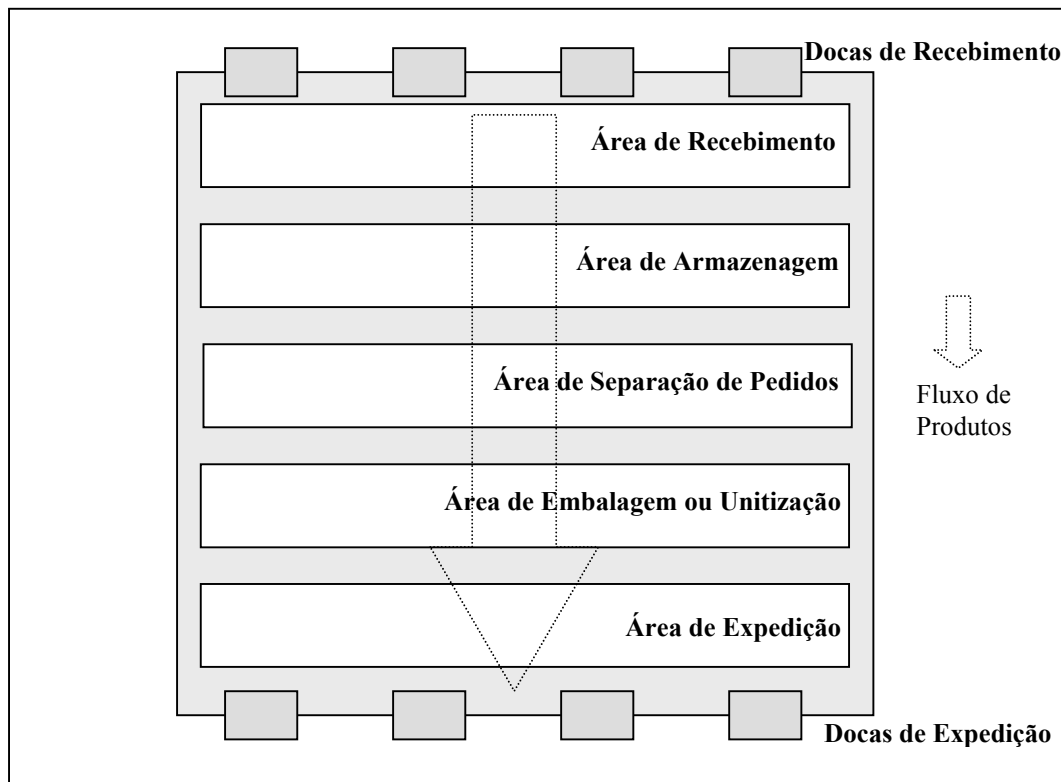 Docas de Recebimento
Área de Recebimento
Área de Armazenagem
Área de Separação de Pedidos
Fluxo de
Produtos
Área de Embalagem ou Unitização
Área de Expedição
Docas de Expedição